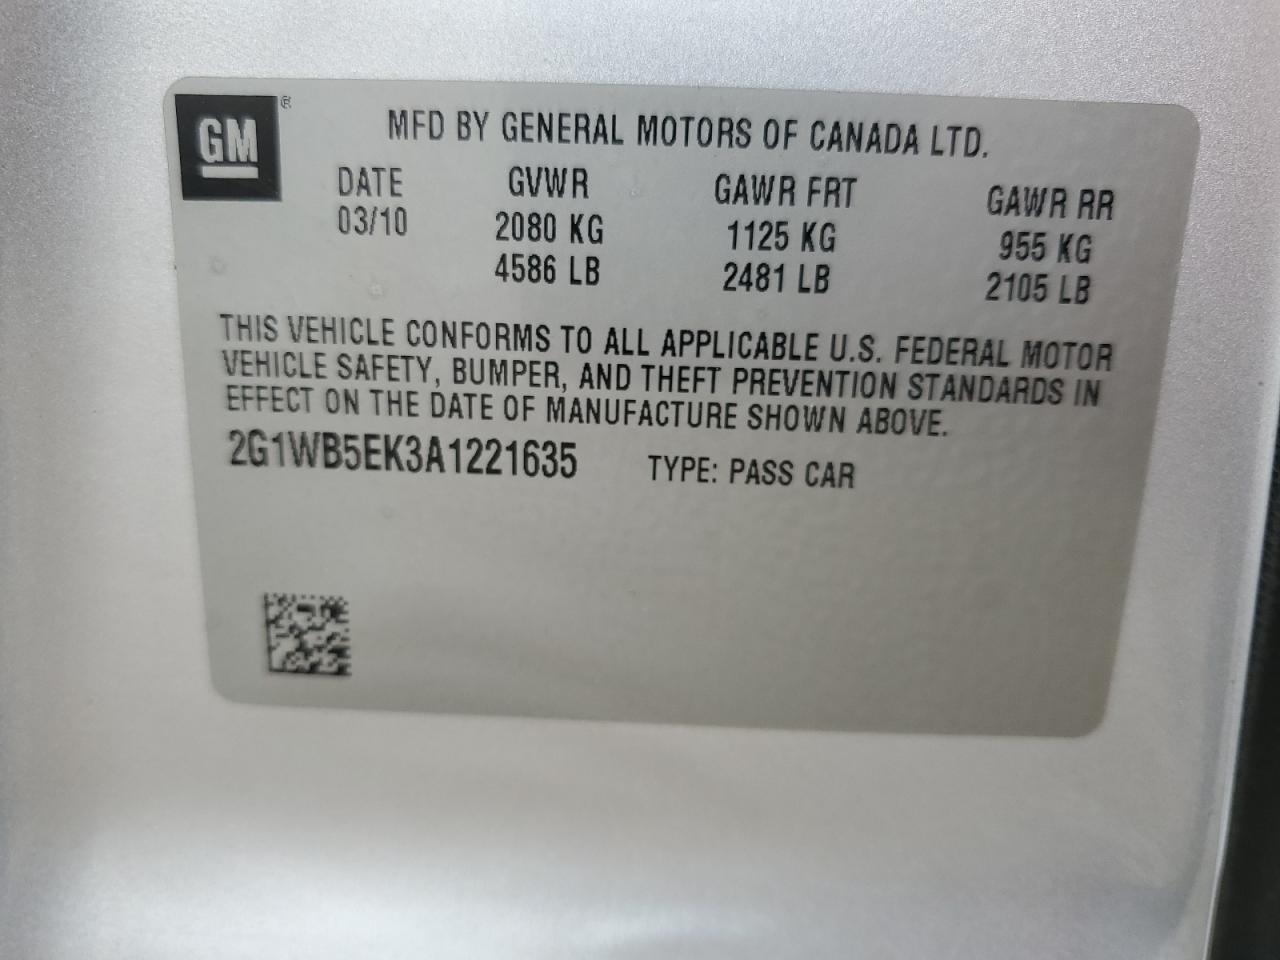 GM ®
MFD BY GENERAL MOTORS OF CANADA LTD.
DATE GVWR GAWR FRT GAWR RR
03/10 2080 KG 1125 KG 955 KG
4586 LB 2481 LB 2105 LB
THIS VEHICLE CONFORMS TO ALL APPLICABLE U.S. FEDERAL MOTOR
VEHICLE SAFETY, BUMPER, AND THEFT PREVENTION STANDARDS IN
EFFECT ON THE DATE OF MANUFACTURE SHOWN ABOVE.
2G1WB5EK3A1221635 TYPE: PASS CAR